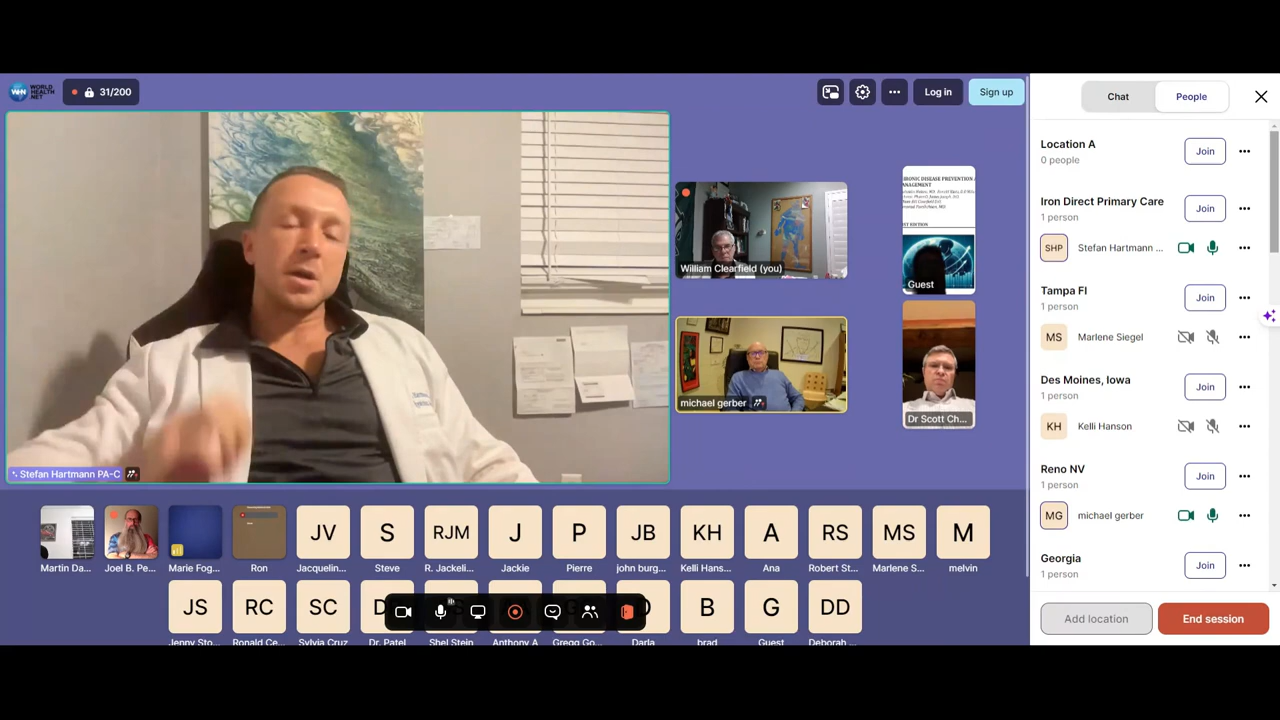 WORLD
HEALTH
NET
31/200
Log in
Sign up
Chat
People
Location A
0 people
Join
Iron Direct Primary Care
1 person
Join
SHP
Stefan Hartmann ...
Tampa Fl
1 person
Join
MS
Marlene Siegel
Des Moines, Iowa
1 person
Join
KH
Kelli Hanson
Reno NV
1 person
Join
MG
michael gerber
Georgia
1 person
Join
Add location
End session
Stefan Hartmann PA-C
William Clearfield (you)
michael gerber
Guest
Dr Scott Ch...
Martin Da...
Joel B. Pe...
Marie Fog...
Ron
JV
Jacquelin...
S
Steve
RJM
R. Jackeli...
J
Jackie
P
Pierre
JB
john burg...
KH
Kelli Hans...
A
Ana
RS
Robert St...
MS
Marlene S...
M
melvin
JS
Jenny Sto...
RC
Ronald Ce...
SC
Sylvia Cruz
Dr. Patel
Shel Stein
Anthony A...
Gregg Go...
Darla
B
brad
G
Guest
DD
Deborah ...